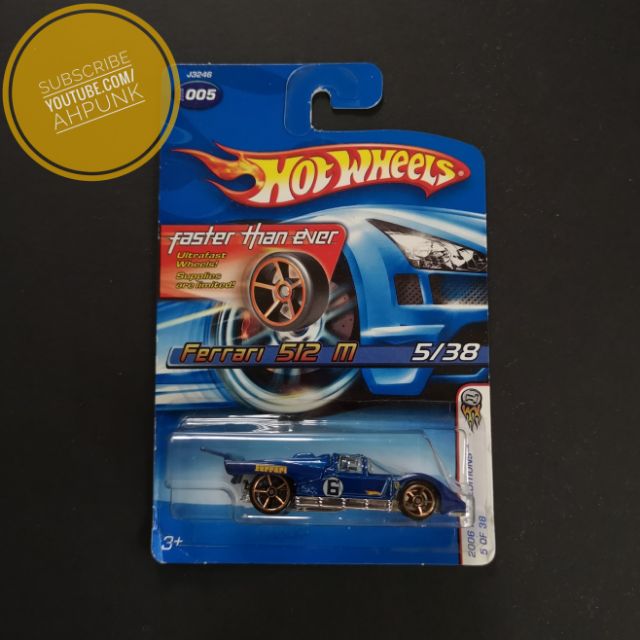 SUBSCRIBE
YOUTUBE.COM/
AHPUNK
J3246
005
HOT WHEELS
faster than ever
Ultrafast
Wheels!
Supplies
are limited!
Ferrari 512 M 5/38
Ferrari
6
2006
5 OF 38
3+